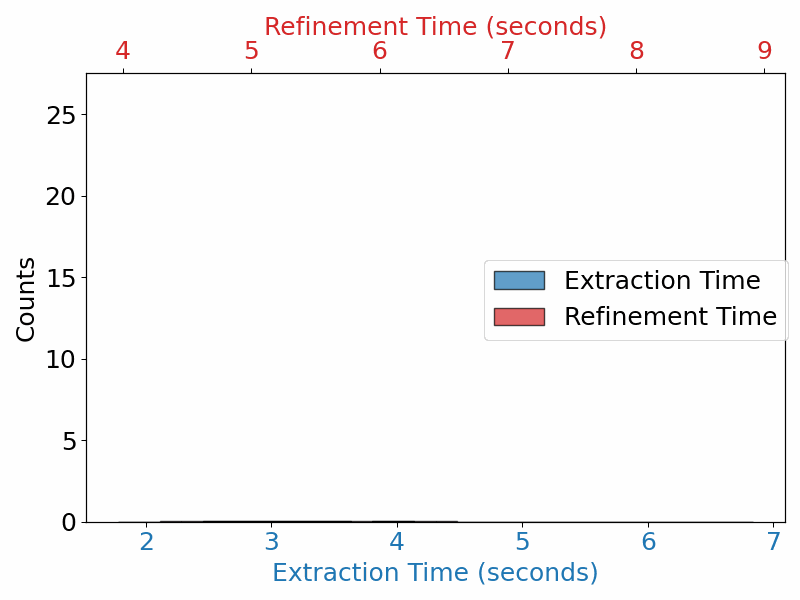 Refinement Time (seconds)
4 5 6 7 8 9
25
20
15
10
5
0
Counts
Extraction Time
Refinement Time
2 3 4 5 6 7
Extraction Time (seconds)